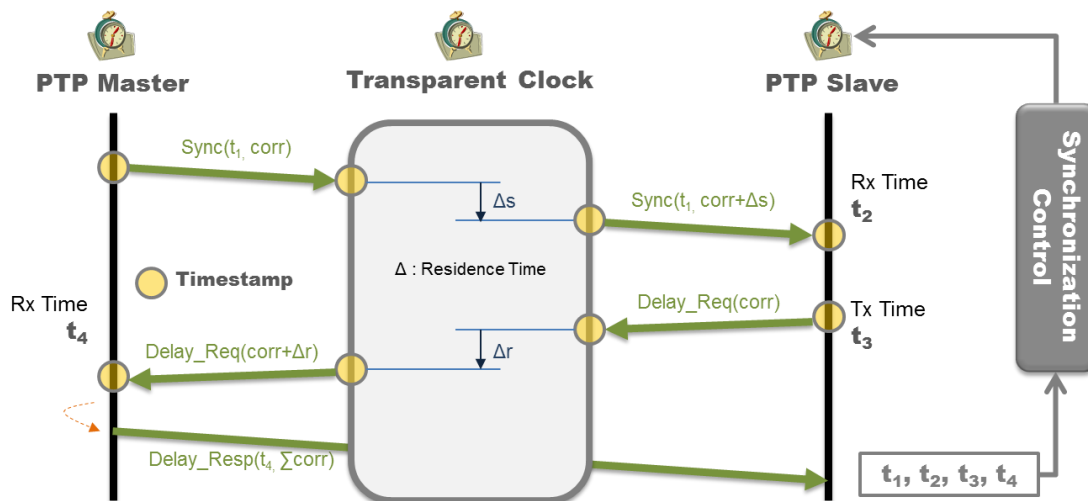 PTP Master
Transparent Clock
PTP Slave
Sync(t₁, corr)
Δs
Sync(t₁, corr+Δs)
Rx Time
t₂
Δ : Residence Time
Timestamp
Rx Time
t₄
Delay_Req(corr)
Tx Time
t₃
Delay_Req(corr+Δr)
Δr
Delay_Resp(t₄, ∑corr)
t₁, t₂, t₃, t₄
Synchronization
Control